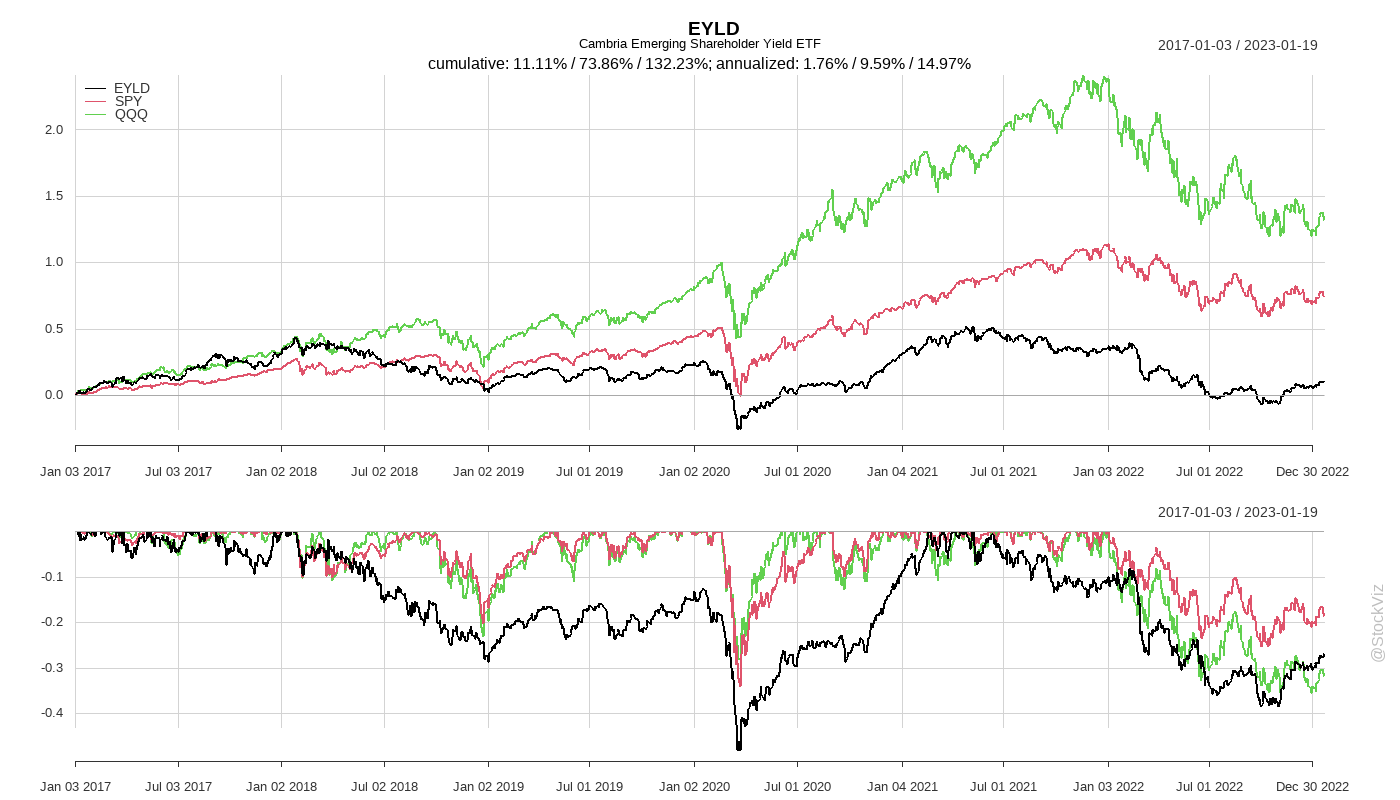 EYLD
Cambria Emerging Shareholder Yield ETF
2017-01-03 / 2023-01-19
cumulative: 11.11% / 73.86% / 132.23%; annualized: 1.76% / 9.59% / 14.97%
EYLD
SPY
QQQ
2.0
1.5
1.0
0.5
0.0
Jan 03 2017 Jul 03 2017 Jan 02 2018 Jul 02 2018 Jan 02 2019 Jul 01 2019 Jan 02 2020 Jul 01 2020 Jan 04 2021 Jul 01 2021 Jan 03 2022 Jul 01 2022 Dec 30 2022
2017-01-03 / 2023-01-19
-0.1
-0.2
-0.3
-0.4
Jan 03 2017 Jul 03 2017 Jan 02 2018 Jul 02 2018 Jan 02 2019 Jul 01 2019 Jan 02 2020 Jul 01 2020 Jan 04 2021 Jul 01 2021 Jan 03 2022 Jul 01 2022 Dec 30 2022
@StockViz